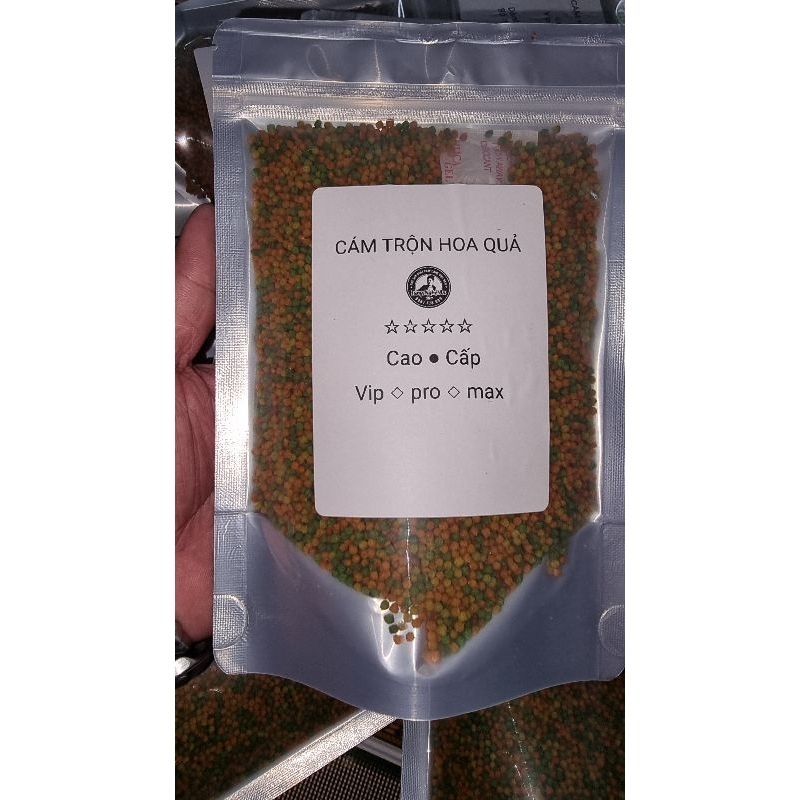 CÁM TRỘN HOA QUẢ
☆☆☆☆☆
Cao ● Cấp
Vip ◇ pro ◇ max